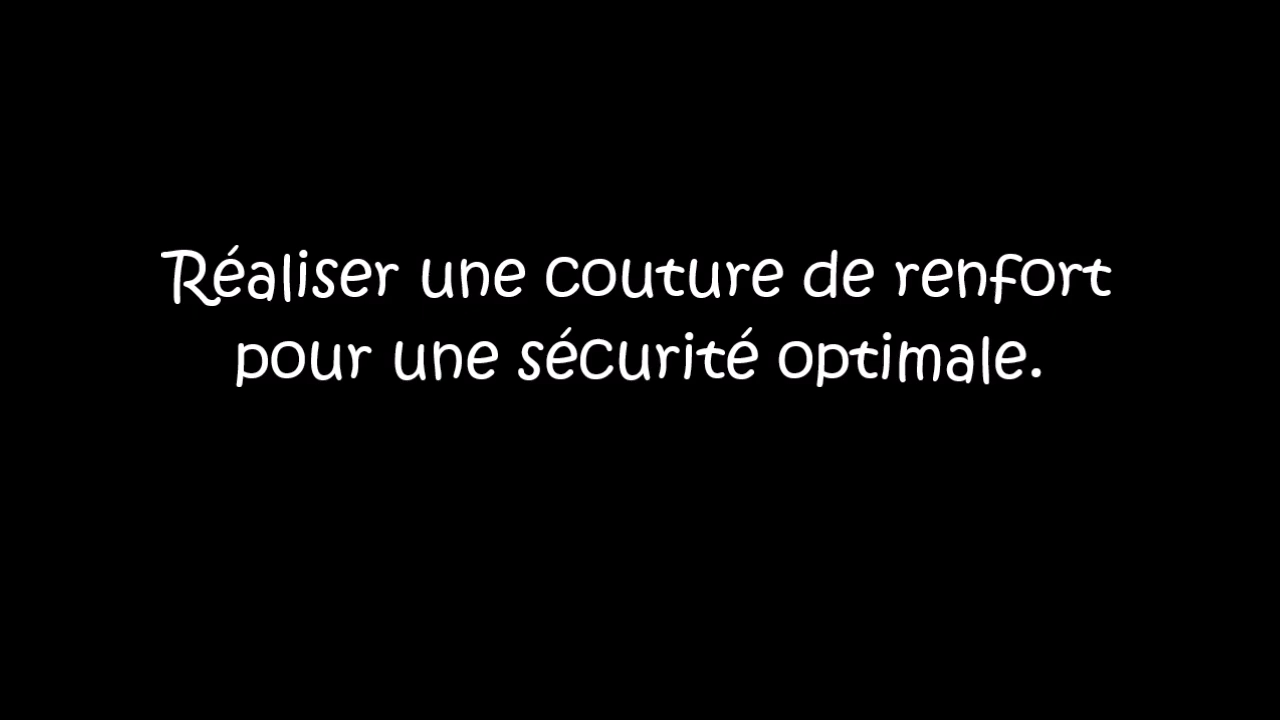 Réaliser une couture de renfort
pour une sécurité optimale.